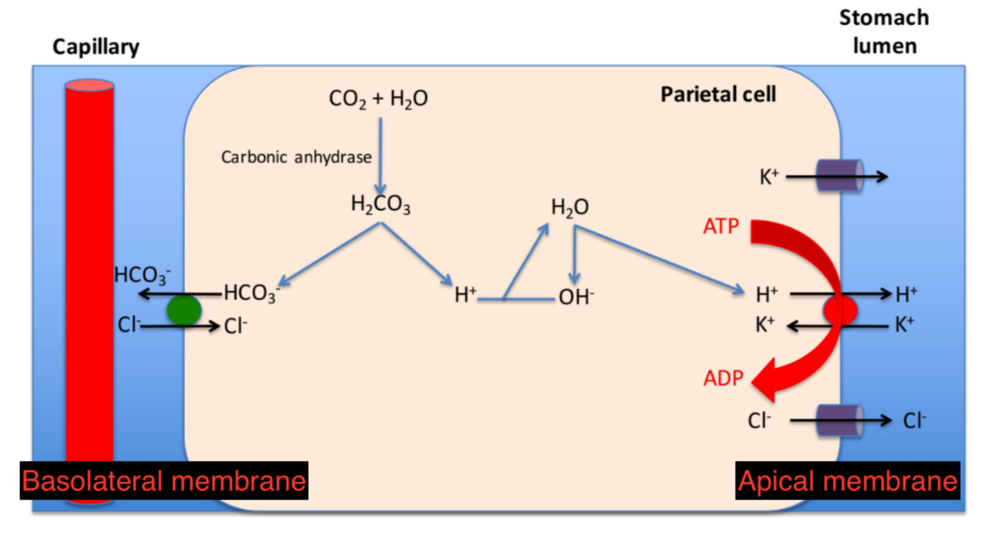 Capillary
Stomach
lumen
CO₂ + H₂O
Parietal cell
Carbonic anhydrase
H₂CO₃
H₂O
K⁺
ATP
HCO₃⁻
HCO₃⁻
H⁺
OH⁻
H⁺
H⁺
Cl⁻
Cl⁻
K⁺
K⁺
ADP
Cl⁻
Cl⁻
Basolateral membrane
Apical membrane